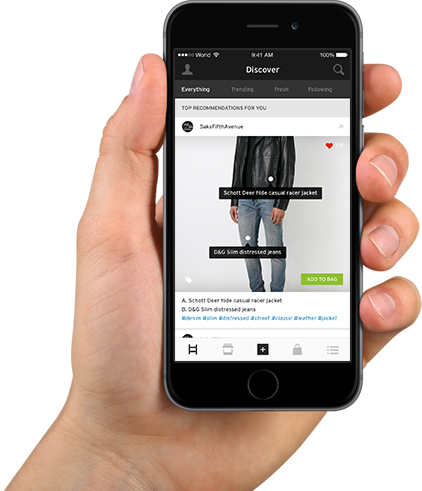 World 9:41 AM 100%
Discover
Everything Trending Fresh Following
TOP RECOMMENDATIONS FOR YOU
SaksFifthAvenue
Schott Deer hide casual racer jacket
D&G Slim distressed jeans
ADD TO BAG
A. Schott Deer hide casual racer jacket
B. D&G Slim distressed jeans
#denim #slim #distressed #street #classic #leather #jacket